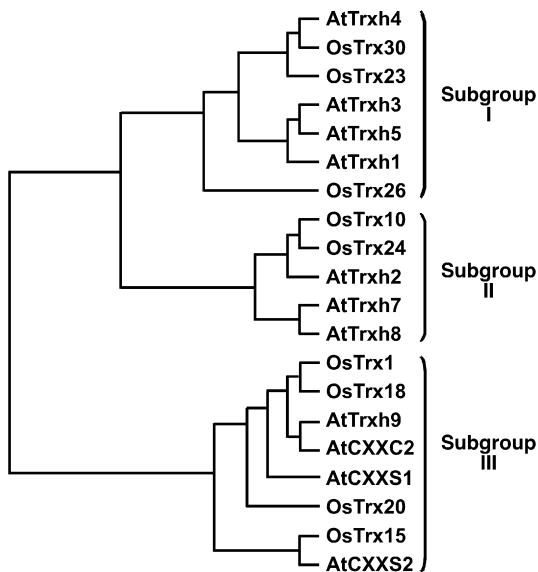 AtTrxh4
OsTrx30
OsTrx23
AtTrxh3
AtTrxh5
AtTrxh1
OsTrx26
Subgroup
I
OsTrx10
OsTrx24
AtTrxh2
AtTrxh7
AtTrxh8
Subgroup
II
OsTrx1
OsTrx18
AtTrxh9
AtCXXC2
AtCXXS1
OsTrx20
OsTrx15
AtCXXS2
Subgroup
III